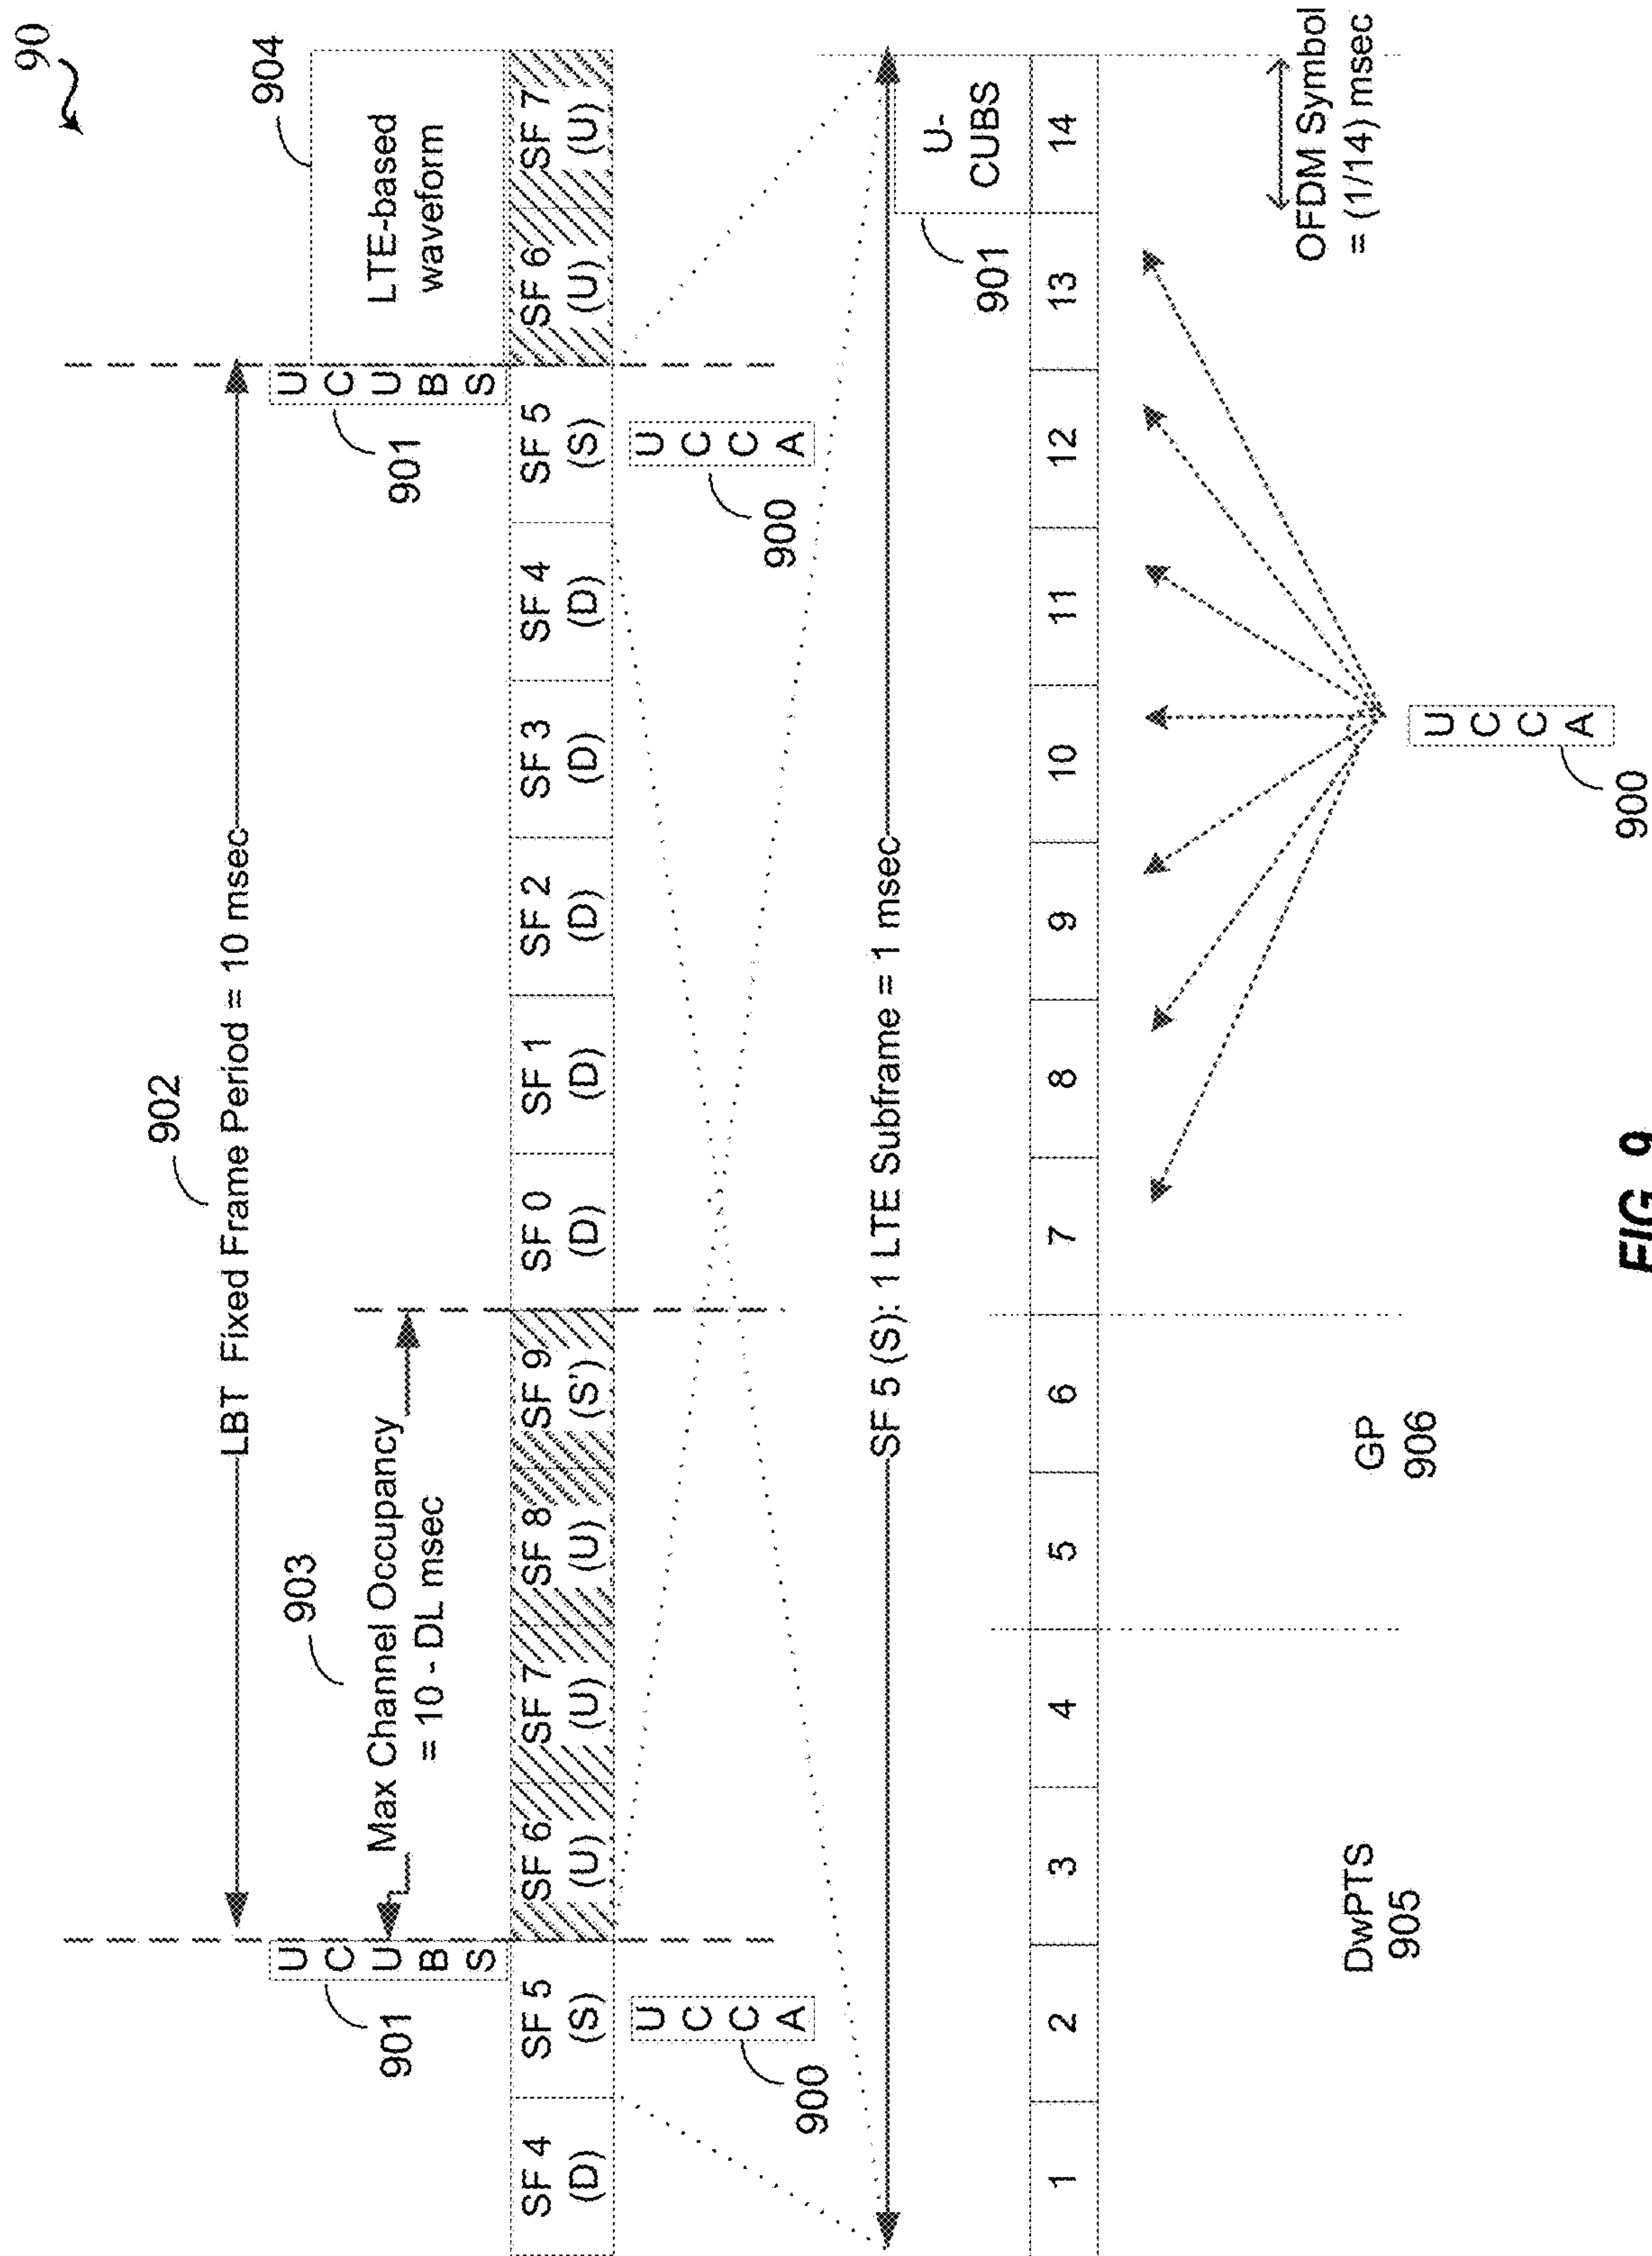 90
902
LBT Fixed Frame Period = 10 msec
903
Max Channel Occupancy
= 10 - DL msec
904
LTE-based
waveform
901
U
C
U
B
S
901
U
C
U
B
S
SF 4
(D)
SF 5
(S)
SF 6
(U)
SF 7
(U)
SF 8
(U)
SF 9
(S')
SF 0
(D)
SF 1
(D)
SF 2
(D)
SF 3
(D)
SF 4
(D)
SF 5
(S)
SF 6
(U)
SF 7
(U)
U
C
C
A
900
U
C
C
A
900
SF 5 (S): 1 LTE Subframe = 1 msec
U-
CUBS
901
1 2 3 4 5 6 7 8 9 10 11 12 13 14
OFDM Symbol
= (1/14) msec
DwPTS
905
GP
906
U
C
C
A
900
FIG. 9